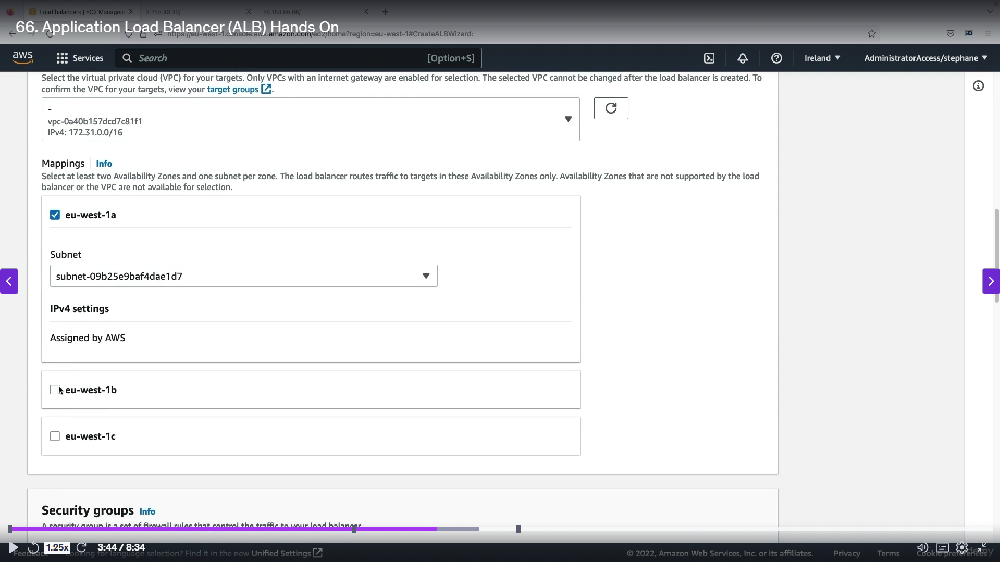 Load balancers | EC2 Managem
3.253.48.30/
54.154.95.66/
66. Application Load Balancer (ALB) Hands On
https://eu-west-1.console.aws.amazon.com/ec2/home?region=eu-west-1#CreateALBWizard:
aws
Services
Search
[Option+S]
Ireland
AdministratorAccess/stephane
Select the virtual private cloud (VPC) for your targets. Only VPCs with an internet gateway are enabled for selection. The selected VPC cannot be changed after the load balancer is created. To
confirm the VPC for your targets, view your target groups.
-
vpc-0a40b157dcd7c81f1
IPv4: 172.31.0.0/16
Mappings Info
Select at least two Availability Zones and one subnet per zone. The load balancer routes traffic to targets in these Availability Zones only. Availability Zones that are not supported by the load
balancer or the VPC are not available for selection.
eu-west-1a
Subnet
subnet-09b25e9baf4dae1d7
IPv4 settings
Assigned by AWS
eu-west-1b
eu-west-1c
Security groups Info
A security group is a set of firewall rules that control the traffic to your load balancer.
1.25x
3:44 / 8:34
Feedback
Looking for language selection? Find it in the new Unified Settings
© 2022, Amazon Web Services, Inc. or its affiliates.
Privacy
Terms
Cookie preferences